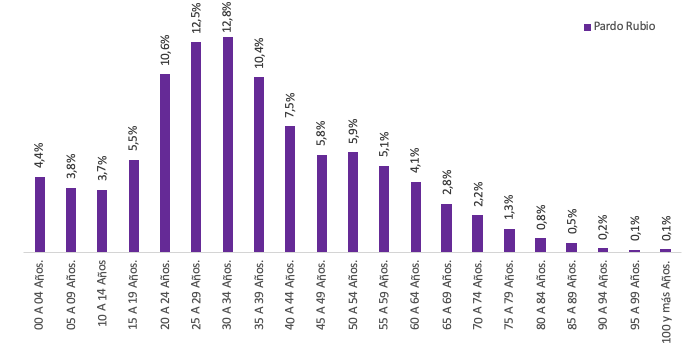 Pardo Rubio
4,4%
3,8%
3,7%
5,5%
10,6%
12,5%
12,8%
10,4%
7,5%
5,8%
5,9%
5,1%
4,1%
2,8%
2,2%
1,3%
0,8%
0,5%
0,2%
0,1%
0,1%
00 A 04 Años.
05 A 09 Años.
10 A 14 Años
15 A 19 Años.
20 A 24 Años.
25 A 29 Años.
30 A 34 Años.
35 A 39 Años.
40 A 44 Años.
45 A 49 Años.
50 A 54 Años.
55 A 59 Años.
60 A 64 Años.
65 A 69 Años.
70 A 74 Años.
75 A 79 Años.
80 A 84 Años.
85 A 89 Años.
90 A 94 Años.
95 A 99 Años.
100 y más Años.